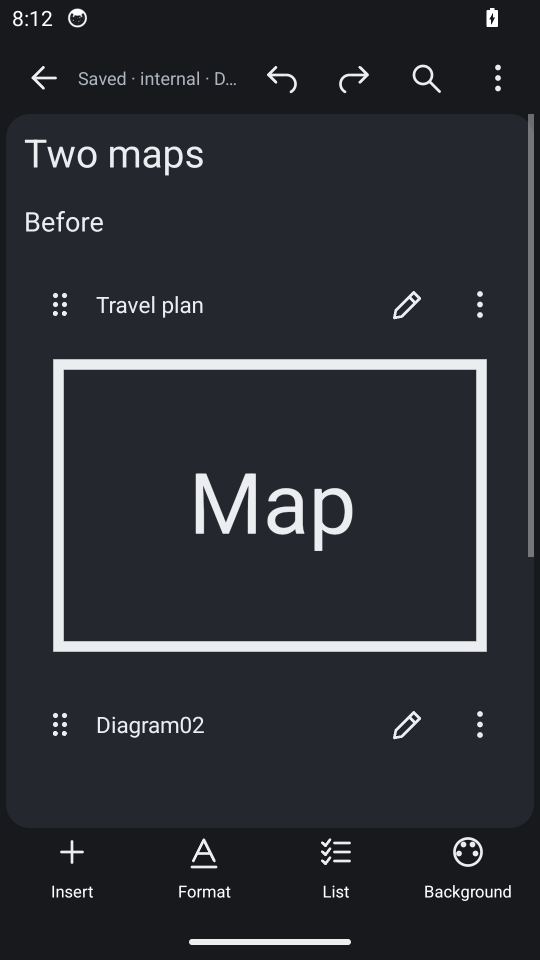 8:12
Saved · internal · D...
Two maps
Before
Travel plan
Map
Diagram02
Insert
Format
List
Background